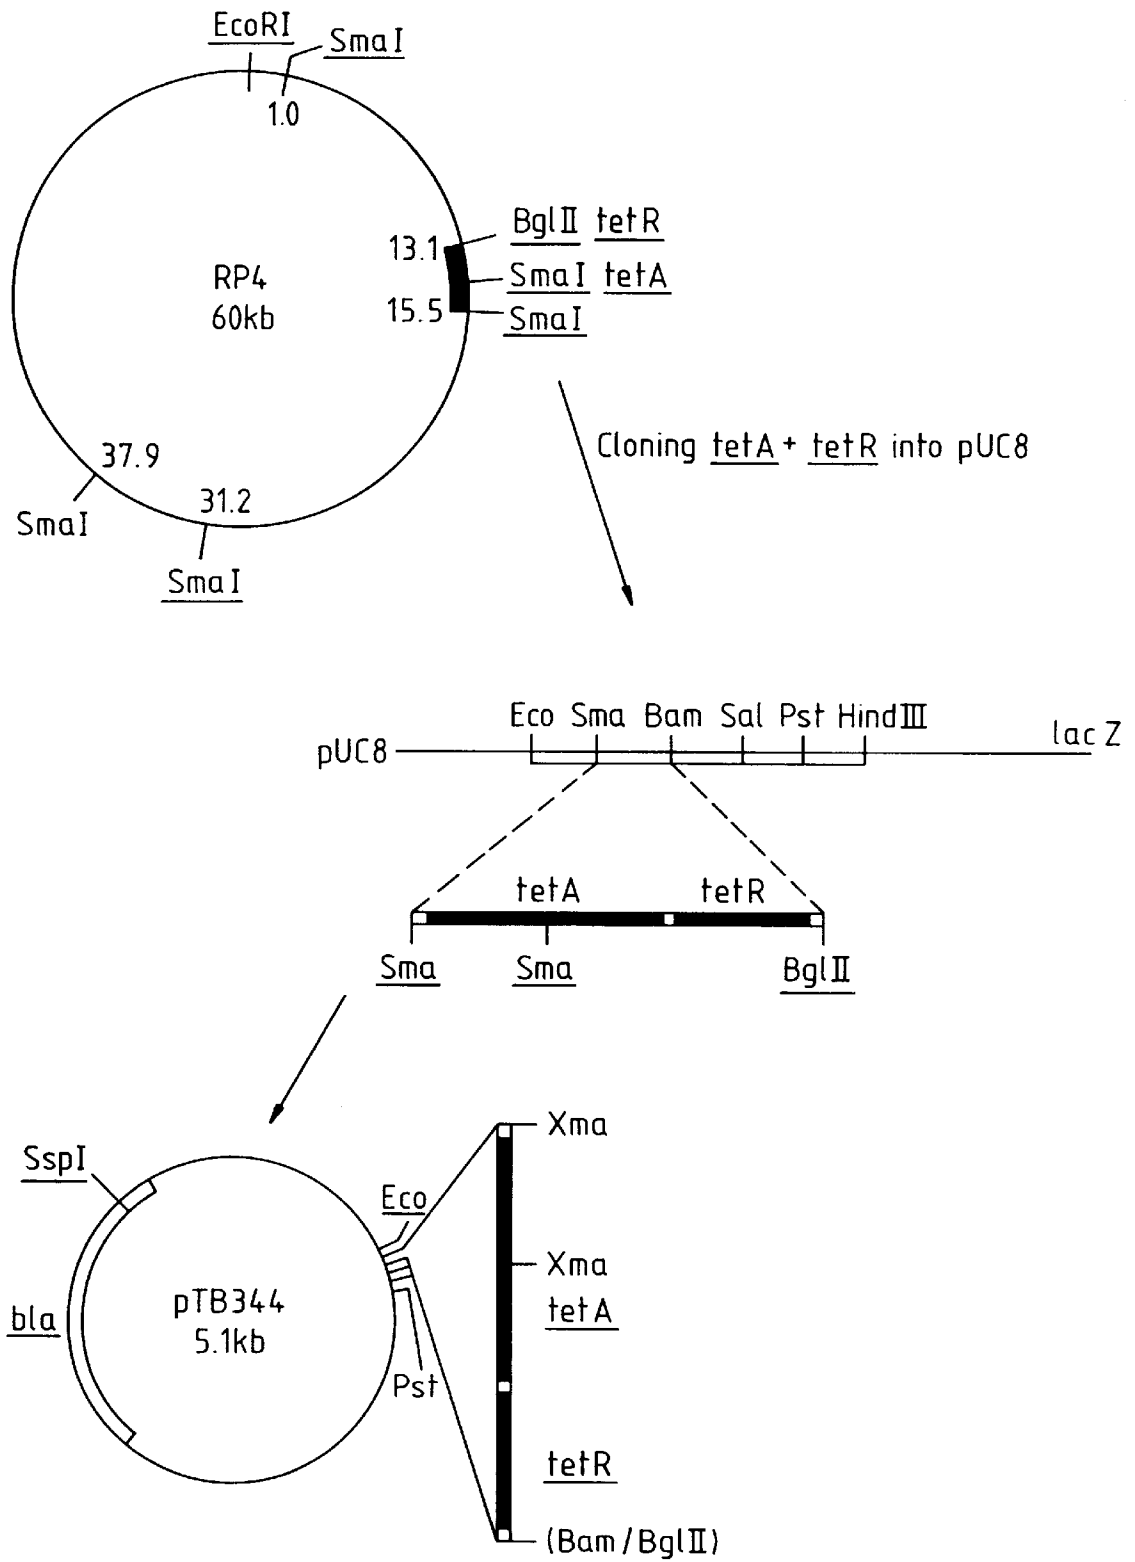 EcoRI
SmaI
1.0
13.1
BglII tetR
SmaI tetA
15.5
SmaI
RP4
60kb
37.9
SmaI
31.2
SmaI
Cloning tetA + tetR into pUC8
Eco Sma Bam Sal Pst HindIII
pUC8
lac Z
tetA
tetR
Sma
Sma
BglII
SspI
bla
pTB344
5.1kb
Eco
Pst
Xma
Xma
tetA
tetR
(Bam/BglII)